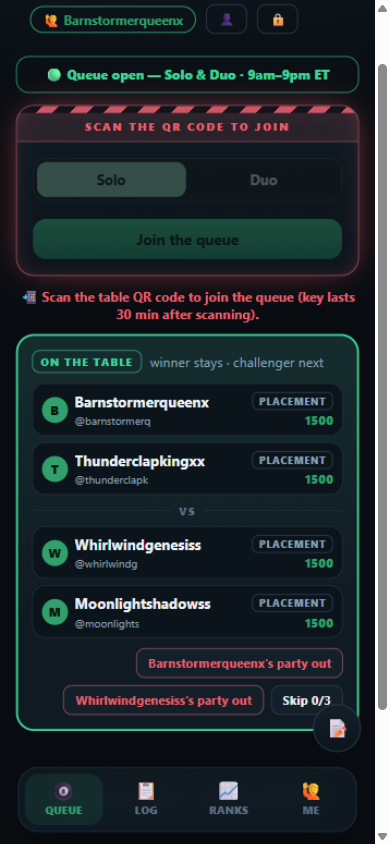 Barnstormerqueenx
Queue open — Solo & Duo · 9am–9pm ET
SCAN THE QR CODE TO JOIN
Solo
Duo
Join the queue
Scan the table QR code to join the queue (key lasts
30 min after scanning).
ON THE TABLE winner stays · challenger next
B
Barnstormerqueenx
PLACEMENT
@barnstormerq
1500
T
Thunderclapkingxx
PLACEMENT
@thunderclapk
1500
VS
W
Whirlwindgenesiss
PLACEMENT
@whirlwindg
1500
M
Moonlightshadowss
PLACEMENT
@moonlights
1500
Barnstormerqueenx's party out
Whirlwindgenesiss's party out
Skip 0/3
QUEUE
LOG
RANKS
ME